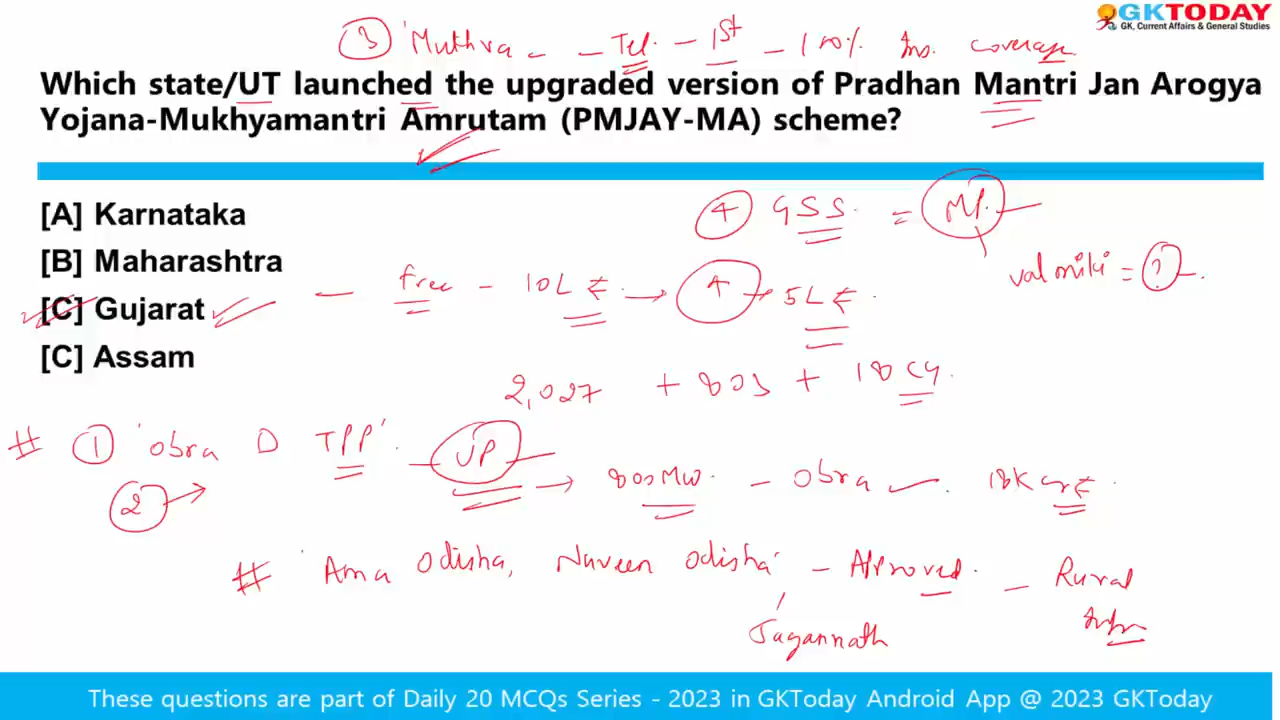 GKTODAY
GK, Current Affairs & General Studies
3 'Muthra - - Tel. - 1st - 100% Ins. coverage
Which state/UT launched the upgraded version of Pradhan Mantri Jan Arogya
Yojana-Mukhyamantri Amrutam (PMJAY-MA) scheme?
[A] Karnataka
4 GSS. = MP. -
[B] Maharashtra
valmiki = ? -.
- free - 10L ₹ → A → 5L ₹.
[C] Gujarat
[C] Assam
2,027 + 803 + 18
# 1 'Obra D TPP'. - UP -
2 → → 800MW. - Obra 18K cr ₹.
# 'Ama Odisha, Naveen Odisha' - Approved. - Rural
Jagannath
These questions are part of Daily 20 MCQs Series - 2023 in GKToday Android App @ 2023 GKToday